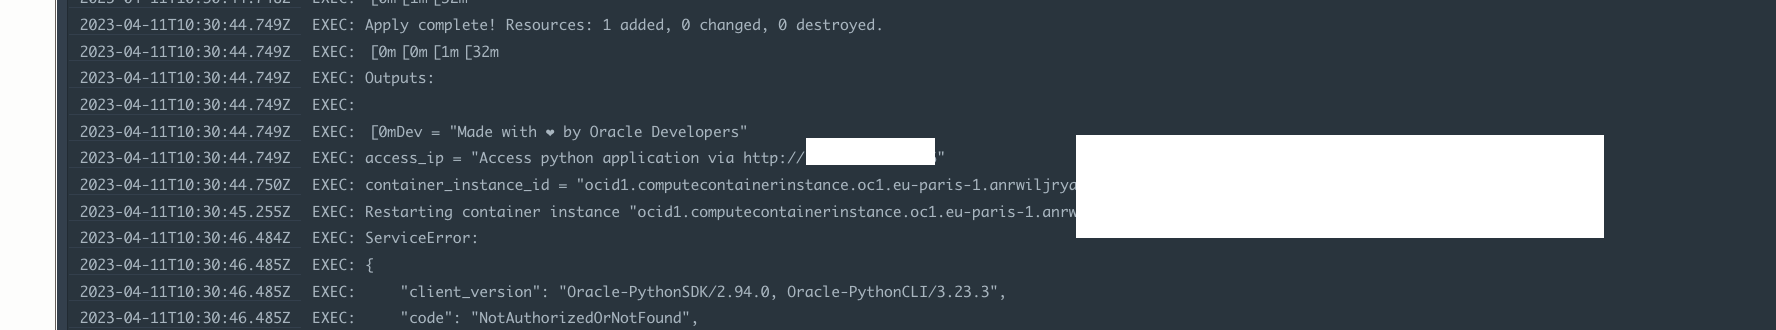 2023-04-11T10:30:44.749Z EXEC: Apply complete! Resources: 1 added, 0 changed, 0 destroyed.
2023-04-11T10:30:44.749Z EXEC: [0m[0m[1m[32m
2023-04-11T10:30:44.749Z EXEC: Outputs:
2023-04-11T10:30:44.749Z EXEC:
2023-04-11T10:30:44.749Z EXEC: [0mDev = "Made with ❤ by Oracle Developers"
2023-04-11T10:30:44.749Z EXEC: access_ip = "Access python application via http:// "
2023-04-11T10:30:44.750Z EXEC: container_instance_id = "ocid1.computecontainerinstance.oc1.eu-paris-1.anrwiljrya
2023-04-11T10:30:45.255Z EXEC: Restarting container instance "ocid1.computecontainerinstance.oc1.eu-paris-1.anrw
2023-04-11T10:30:46.484Z EXEC: ServiceError:
2023-04-11T10:30:46.485Z EXEC: {
2023-04-11T10:30:46.485Z EXEC: "client_version": "Oracle-PythonSDK/2.94.0, Oracle-PythonCLI/3.23.3",
2023-04-11T10:30:46.485Z EXEC: "code": "NotAuthorizedOrNotFound",